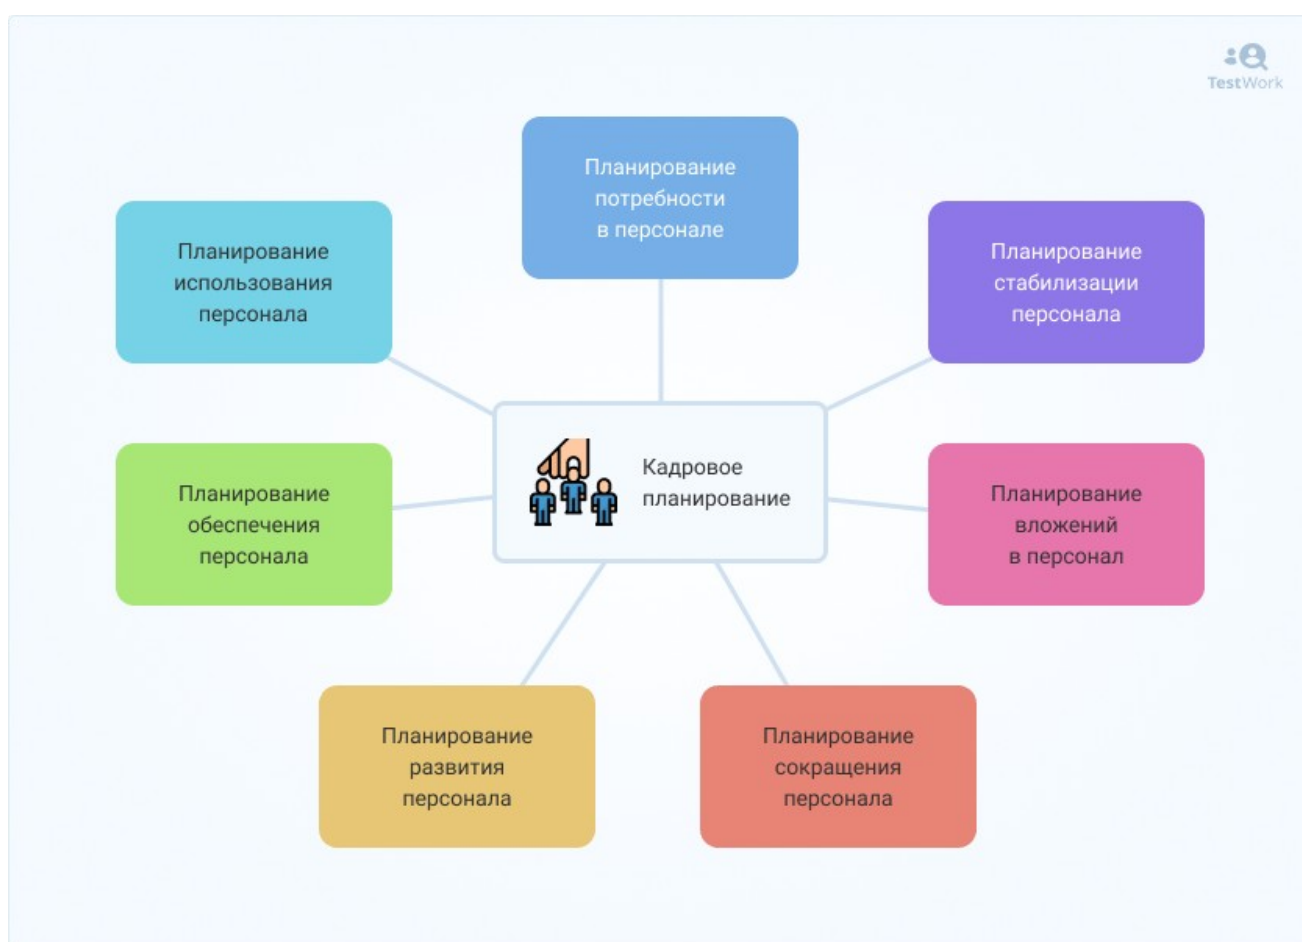 TestWork
Планирование
потребности
в персонале
Планирование
использования
персонала
Планирование
стабилизации
персонала
Кадровое
планирование
Планирование
обеспечения
персонала
Планирование
вложений
в персонал
Планирование
развития
персонала
Планирование
сокращения
персонала